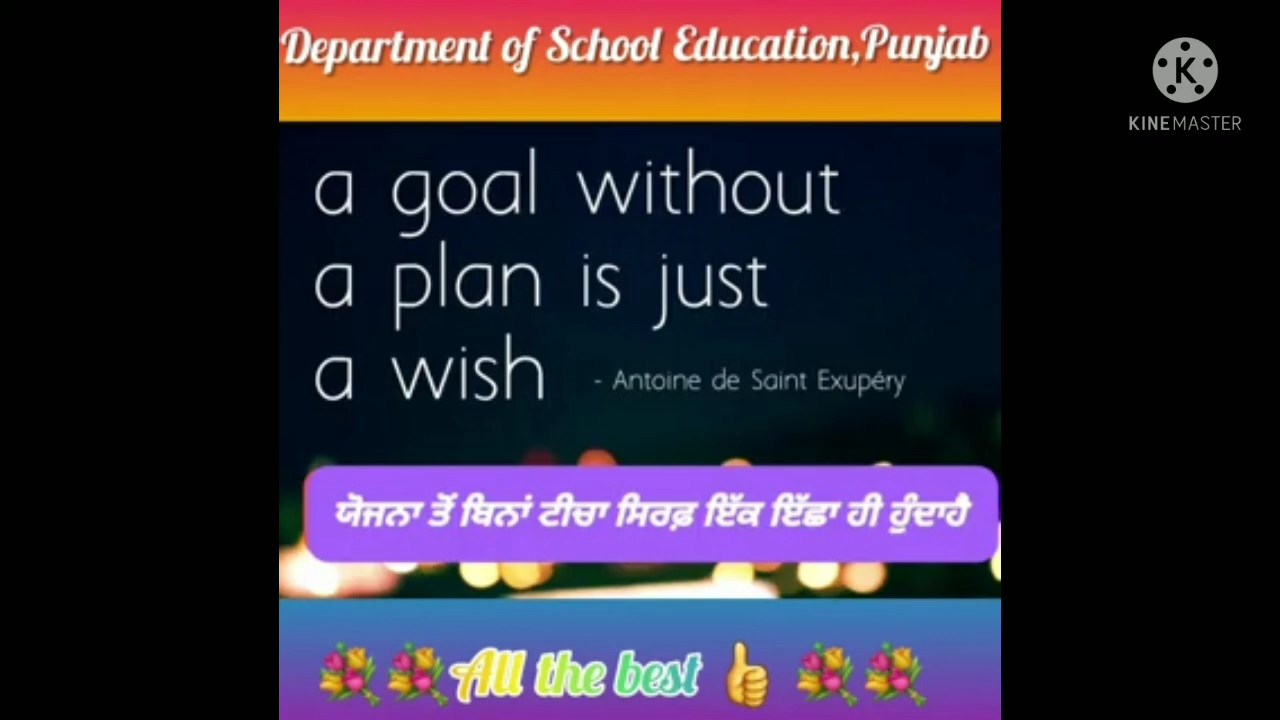 Department of School Education,Punjab
KINEMASTER
a goal without
a plan is just
a wish - Antoine de Saint Exupéry
ਯੋਜਨਾ ਤੋਂ ਬਿਨਾਂ ਟੀਚਾ ਸਿਰਫ਼ ਇੱਕ ਇੱਛਾ ਹੀ ਹੁੰਦਾਹੈ
All the best